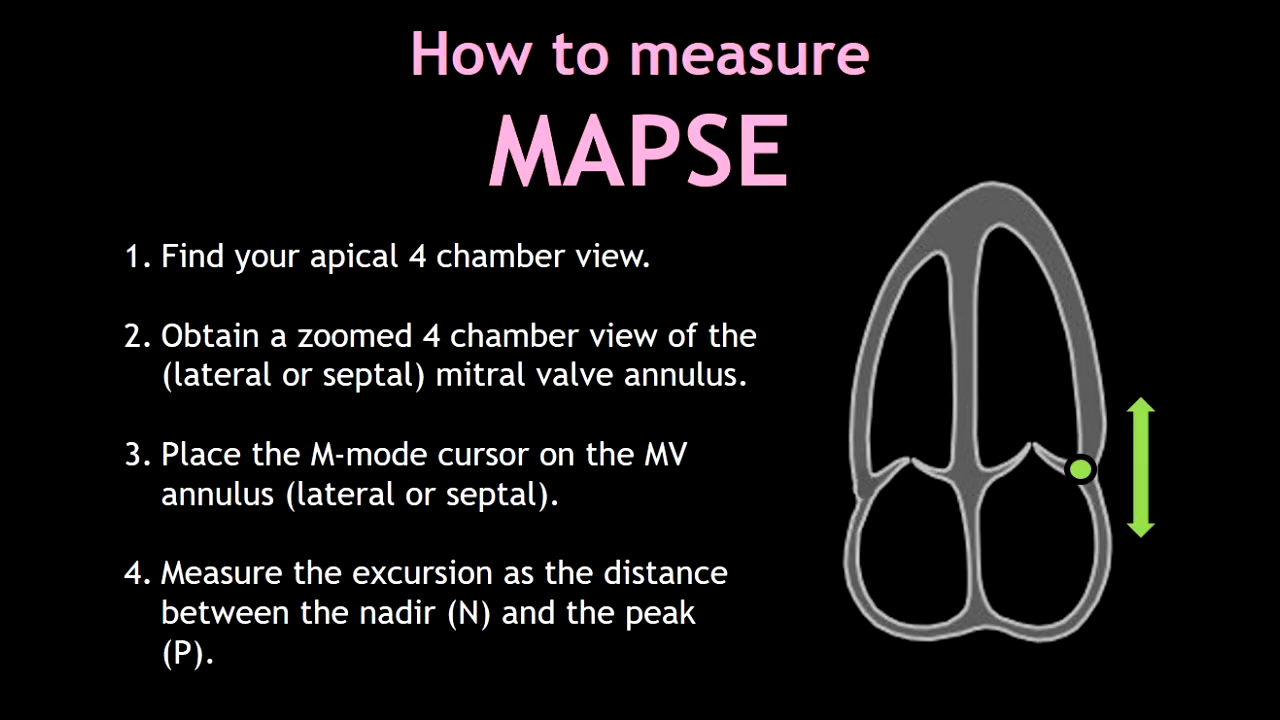 How to measure
MAPSE
1. Find your apical 4 chamber view.
2. Obtain a zoomed 4 chamber view of the
(lateral or septal) mitral valve annulus.
3. Place the M-mode cursor on the MV
annulus (lateral or septal).
4. Measure the excursion as the distance
between the nadir (N) and the peak
(P).